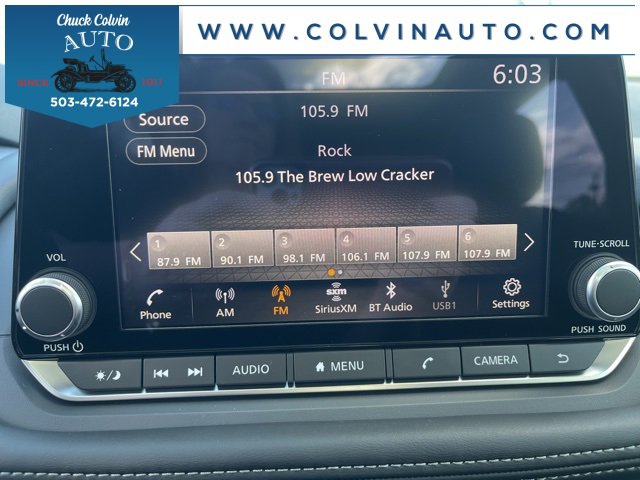 Chuck Colvin
AUTO
SINCE 1917
503-472-6124
WWW.COLVINAUTO.COM
FM
6:03
Source
105.9 FM
FM Menu
Rock
105.9 The Brew Low Cracker
1 2 3 4 5 6
87.9 FM 90.1 FM 98.1 FM 106.1 FM 107.9 FM 107.9 FM
VOL
TUNE•SCROLL
Phone
AM
FM
sxm
SiriusXM
BT Audio
USB1
Settings
PUSH
PUSH SOUND
AUDIO
MENU
CAMERA